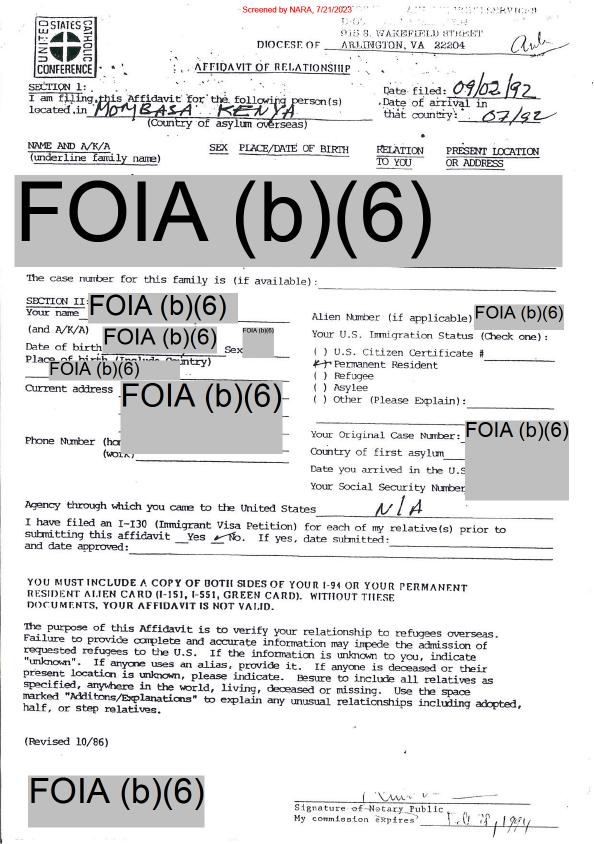 Screened by NARA, 7/21/2023
UNITED STATES CATHOLIC CONFERENCE
915 S. WAKEFIELD STREET
DIOCESE OF ARLINGTON, VA 22204
AFFIDAVIT OF RELATIONSHIP
SECTION 1:
I am filing this Affidavit for the following person(s)
located in MOMBASA KENYA
(Country of asylum overseas)
Date filed: 09/02/92
Date of arrival in
that country: 07/92
NAME AND A/K/A SEX PLACE/DATE OF BIRTH RELATION PRESENT LOCATION
(underline family name) TO YOU OR ADDRESS
FOIA (b)(6)
The case number for this family is (if available):
SECTION II:
Your name FOIA (b)(6)
(and A/K/A)
Date of birth FOIA (b)(6) Sex FOIA (b)(6)
Place of birth (Include Country)
FOIA (b)(6)
Current address FOIA (b)(6)
Phone Number (hom
(work)
Alien Number (if applicable) FOIA (b)(6)
Your U.S. Immigration Status (Check one):
( ) U.S. Citizen Certificate #
(✓) Permanent Resident
( ) Refugee
( ) Asylee
( ) Other (Please Explain):
Your Original Case Number: FOIA (b)(6)
Country of first asylum
Date you arrived in the U.S
Your Social Security Number
Agency through which you came to the United States N/A
I have filed an I-I30 (Immigrant Visa Petition) for each of my relative(s) prior to
submitting this affidavit __Yes ✓No. If yes, date submitted:
and date approved:
YOU MUST INCLUDE A COPY OF BOTH SIDES OF YOUR I-94 OR YOUR PERMANENT
RESIDENT ALIEN CARD (I-151, I-551, GREEN CARD). WITHOUT THESE
DOCUMENTS, YOUR AFFIDAVIT IS NOT VALID.
The purpose of this Affidavit is to verify your relationship to refugees overseas.
Failure to provide complete and accurate information may impede the admission of
requested refugees to the U.S. If the information is unknown to you, indicate
"unknown". If anyone uses an alias, provide it. If anyone is deceased or their
present location is unknown, please indicate. Besure to include all relatives as
specified, anywhere in the world, living, deceased or missing. Use the space
marked "Additons/Explanations" to explain any unusual relationships including adopted,
half, or step relatives.
(Revised 10/86)
FOIA (b)(6)
Signature of Notary Public
My commission expires Feb 28, 1994